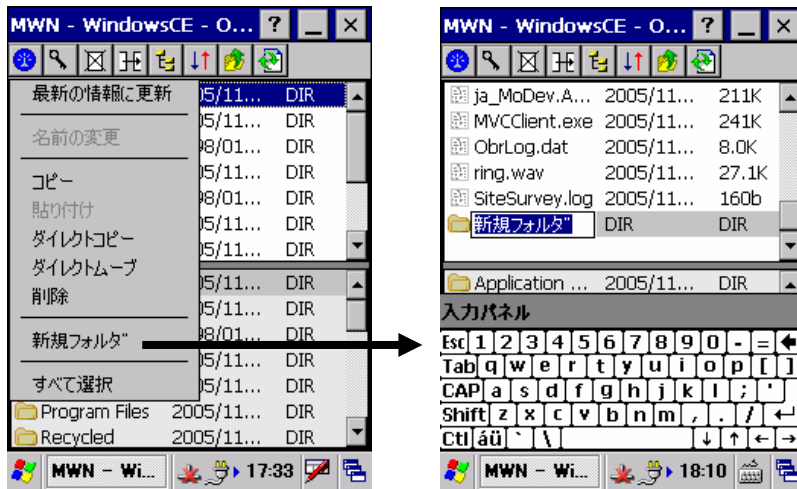 MWN - WindowsCE - O... ? _ ×
最新の情報に更新
名前の変更
コピー
貼り付け
ダイレクトコピー
ダイレクトムーブ
削除
新規フォルダ"
すべて選択
05/11... DIR
05/11... DIR
98/01... DIR
05/11... DIR
98/01... DIR
05/11... DIR
05/11... DIR
05/11... DIR
05/11... DIR
98/01... DIR
05/11... DIR
05/11... DIR
Program Files 2005/11... DIR
Recycled 2005/11... DIR
MWN - Wi... 17:33
MWN - WindowsCE - O... ? _ ×
ja_MoDev.A... 2005/11... 211K
MVCClient.exe 2005/11... 241K
ObrLog.dat 2005/11... 8.0K
ring.wav 2005/11... 27.1K
SiteSurvey.log 2005/11... 160b
新規フォルダ" DIR DIR
Application ... 2005/11... DIR
入力パネル
Esc 1 2 3 4 5 6 7 8 9 0 - = ←
Tab q w e r t y u i o p [ ]
CAP a s d f g h j k l ; '
Shift z x c v b n m , . / ↵
Ctl áü ` \ ↓ ↑ ← →
MWN - Wi... 18:10